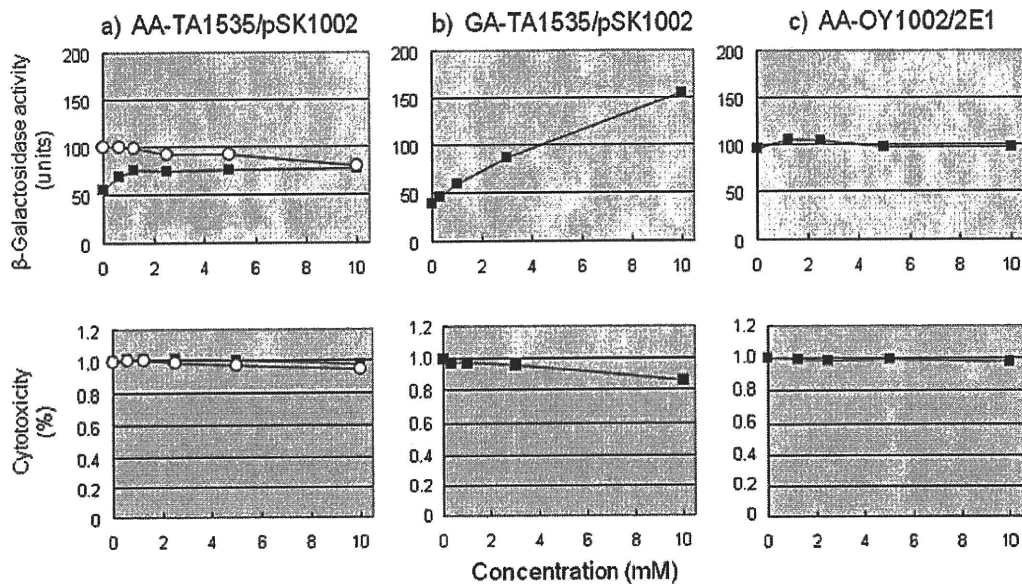 a) AA-TA1535/pSK1002
b) GA-TA1535/pSK1002
c) AA-OY1002/2E1
β-Galactosidase activity
(units)
200
150
100
50
0
0 2 4 6 8 10
200
150
100
50
0
0 2 4 6 8 10
200
150
100
50
0
0 2 4 6 8 10
Cytotoxicity
(%)
1.2
1.0
0.8
0.6
0.4
0.2
0
0 2 4 6 8 10
1.2
1.0
0.8
0.6
0.4
0.2
0
0 2 4 6 8 10
1.2
1.0
0.8
0.6
0.4
0.2
0
0 2 4 6 8 10
Concentration (mM)